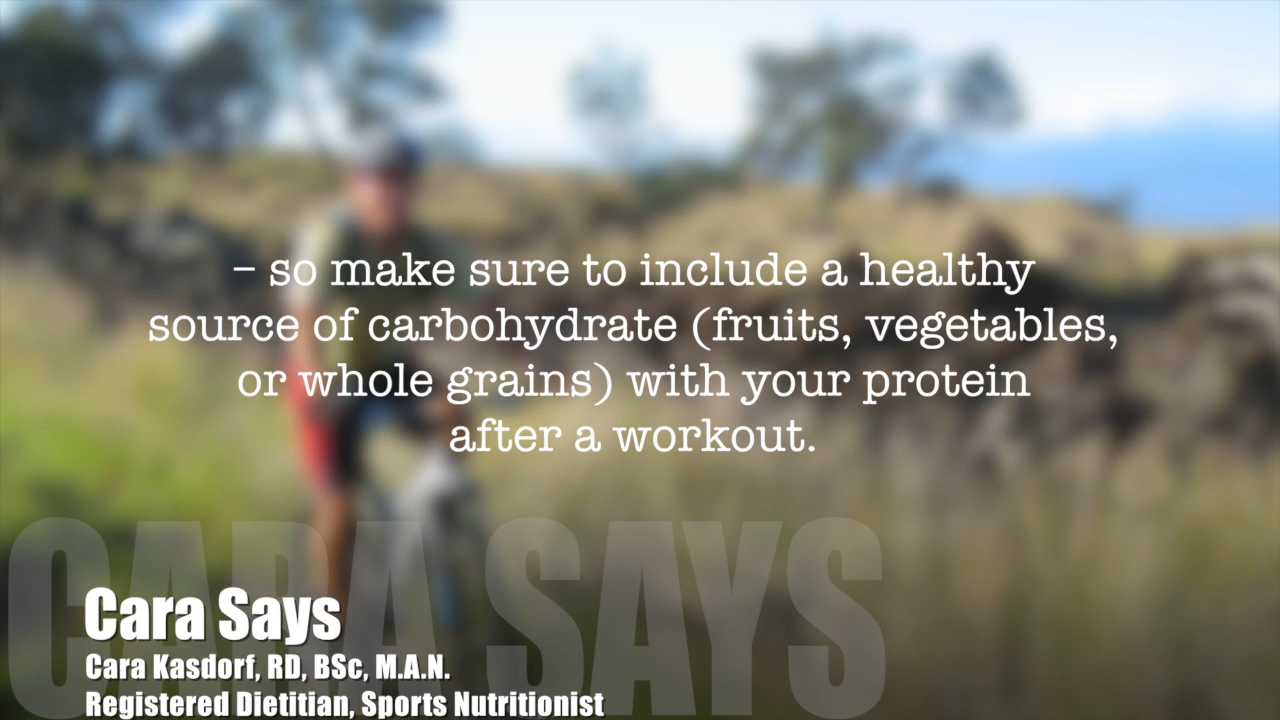 – so make sure to include a healthy
source of carbohydrate (fruits, vegetables,
or whole grains) with your protein
after a workout.
CARA SAYS
Cara Says
Cara Kasdorf, RD, BSc, M.A.N.
Registered Dietitian, Sports Nutritionist